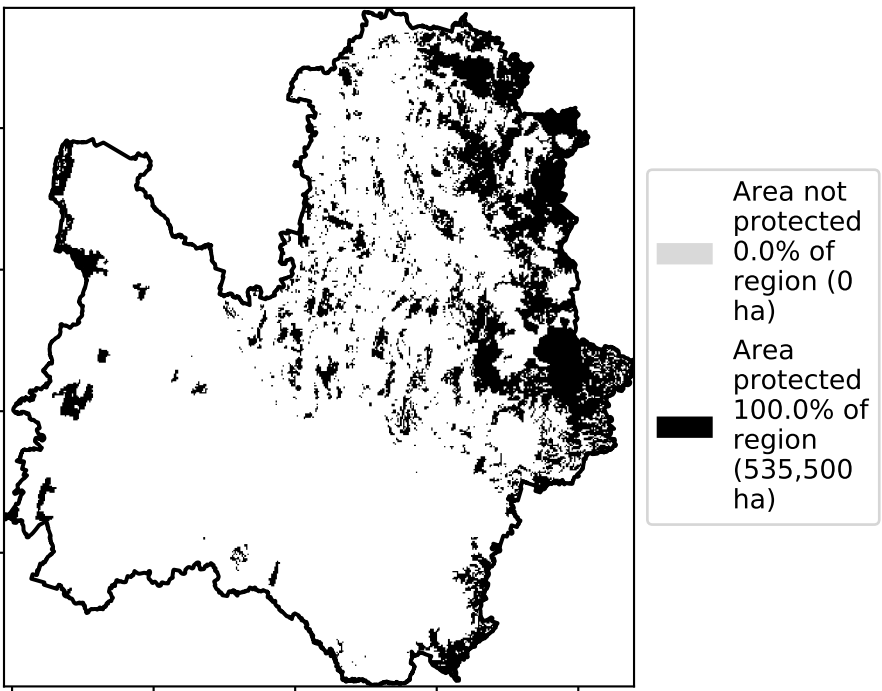 Area not
protected
0.0% of
region (0
ha)
Area
protected
100.0% of
region
(535,500
ha)